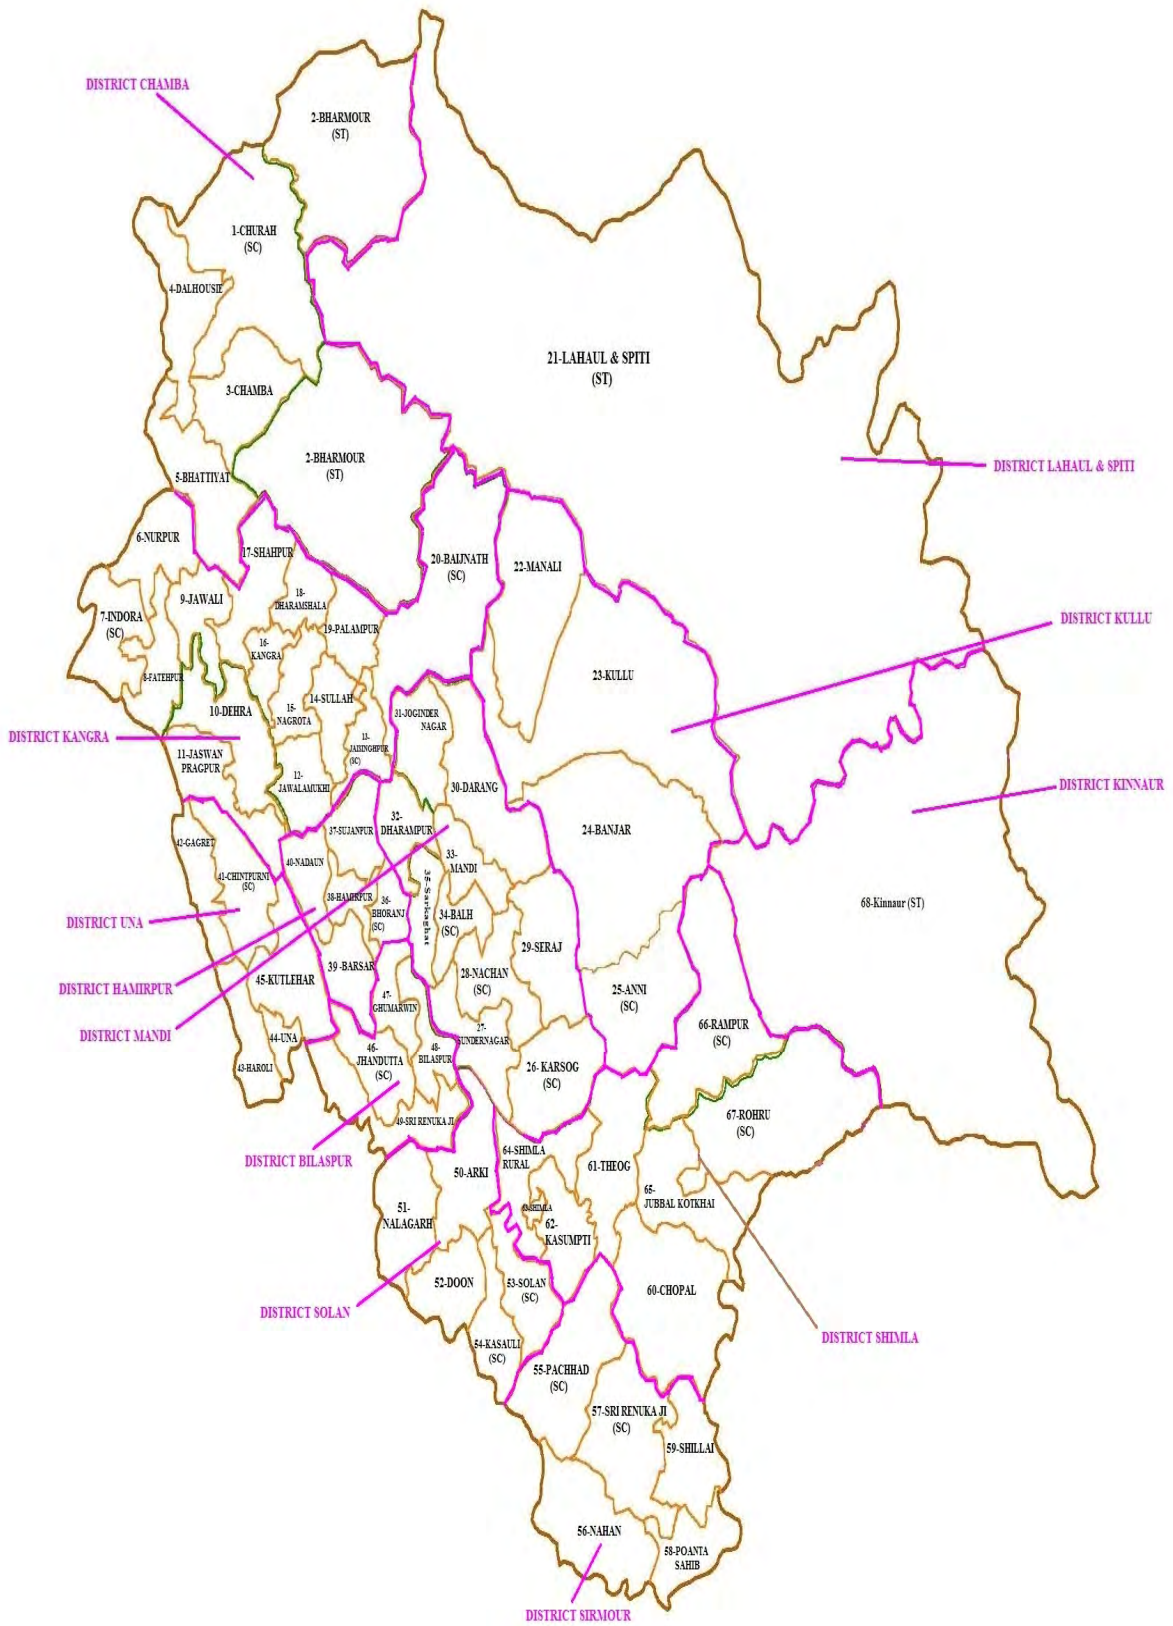 DISTRICT CHAMBA
2-BHARMOUR
(ST)
1-CHURAH
(SC)
4-DALHOUSIE
21-LAHAUL & SPITI
(ST)
3-CHAMBA
2-BHARMOUR
(ST)
DISTRICT LAHAUL & SPITI
5-BHATTIYAT
6-NURPUR
17-SHAHPUR
20-BAIJNATH
(SC)
22-MANALI
9-JAWALI
18-
DHARAMSHALA
7-INDORA
(SC)
19-PALAMPUR
DISTRICT KULLU
16-
KANGRA
8-FATEHPUR
23-KULLU
14-SULLAH
10-DEHRA
15-
NAGROTA
31-JOGINDER
NAGAR
DISTRICT KANGRA
13-
JAISINGHPUR
(SC)
11-JASWAN
PRAGPUR
12-
JAWALAMUKHI
30-DARANG
DISTRICT KINNAUR
32-
DHARAMPUR
37-SUJANPUR
24-BANJAR
42-GAGRET
40-NADAUN
33-
MANDI
41-CHINTPURNI
(SC)
35-Sarkaghat
38-HAMIRPUR
36-
BHORANJ
(SC)
68-Kinnaur (ST)
34-BALH
(SC)
DISTRICT UNA
29-SERAJ
39-BARSAR
28-NACHAN
(SC)
45-KUTLEHAR
DISTRICT HAMIRPUR
25-ANNI
(SC)
47-
GHUMARWIN
DISTRICT MANDI
66-RAMPUR
(SC)
27-
SUNDERNAGAR
44-UNA
46-
JHANDUTTA
(SC)
48-
BILASPUR
43-HAROLI
26- KARSOG
(SC)
67-ROHRU
(SC)
49-SRI RENUKA JI
DISTRICT BILASPUR
64-SHIMLA
RURAL
50-ARKI
61-THEOG
65-
JUBBAL KOTKHAI
51-
NALAGARH
63-SHIMLA
62-
KASUMPTI
52-DOON
53-SOLAN
(SC)
60-CHOPAL
DISTRICT SOLAN
DISTRICT SHIMLA
54-KASAULI
(SC)
55-PACHHAD
(SC)
57-SRI RENUKA JI
(SC)
59-SHILLAI
56-NAHAN
58-POANTA
SAHIB
DISTRICT SIRMOUR